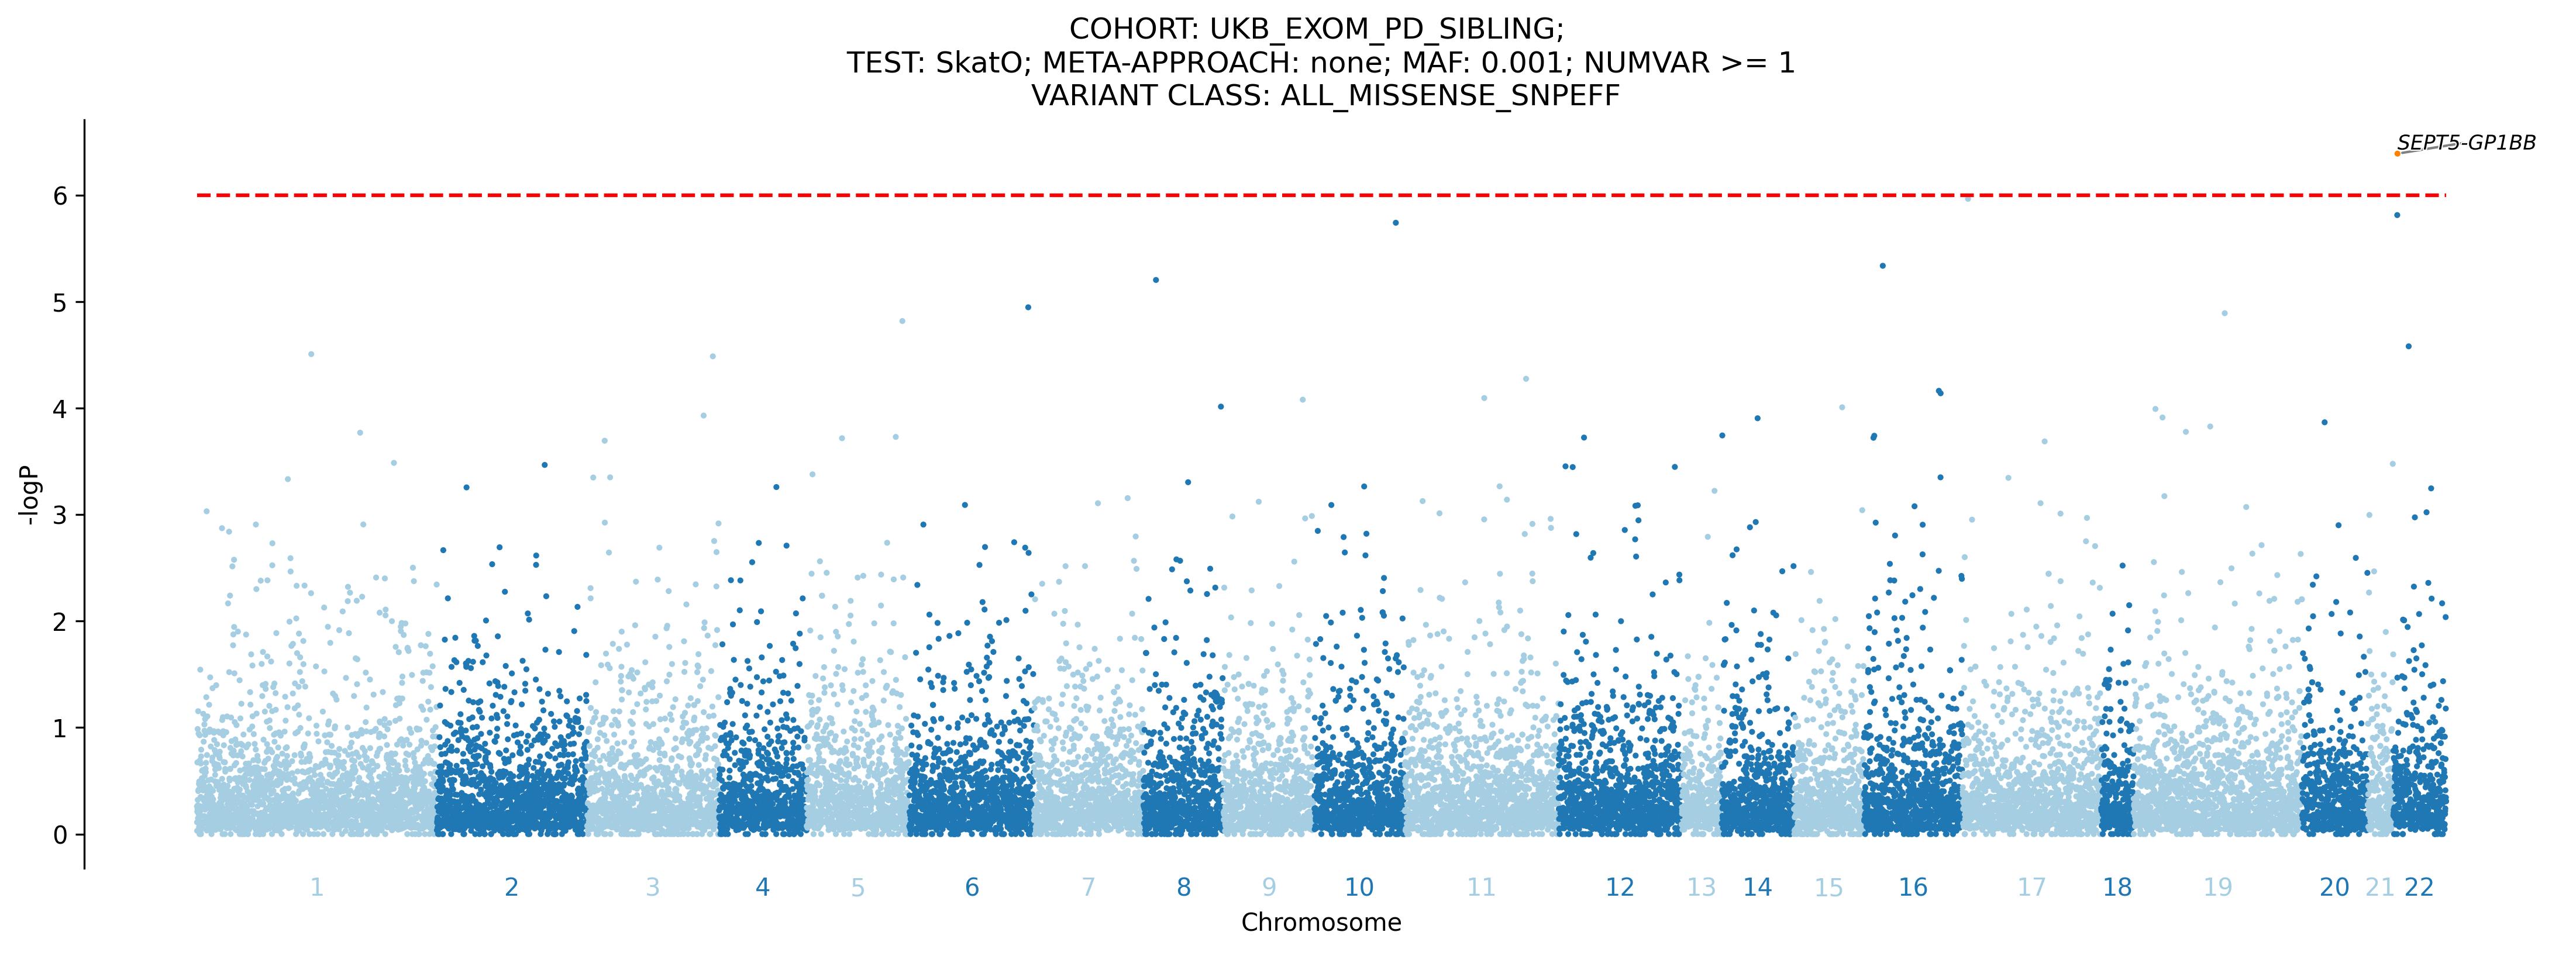 COHORT: UKB_EXOM_PD_SIBLING;
TEST: SkatO; META-APPROACH: none; MAF: 0.001; NUMVAR >= 1
VARIANT CLASS: ALL_MISSENSE_SNPEFF
SEPT5-GP1BB
6
5
4
3
2
1
0
-logP
1 2 3 4 5 6 7 8 9 10 11 12 13 14 15 16 17 18 19 20 21 22
Chromosome